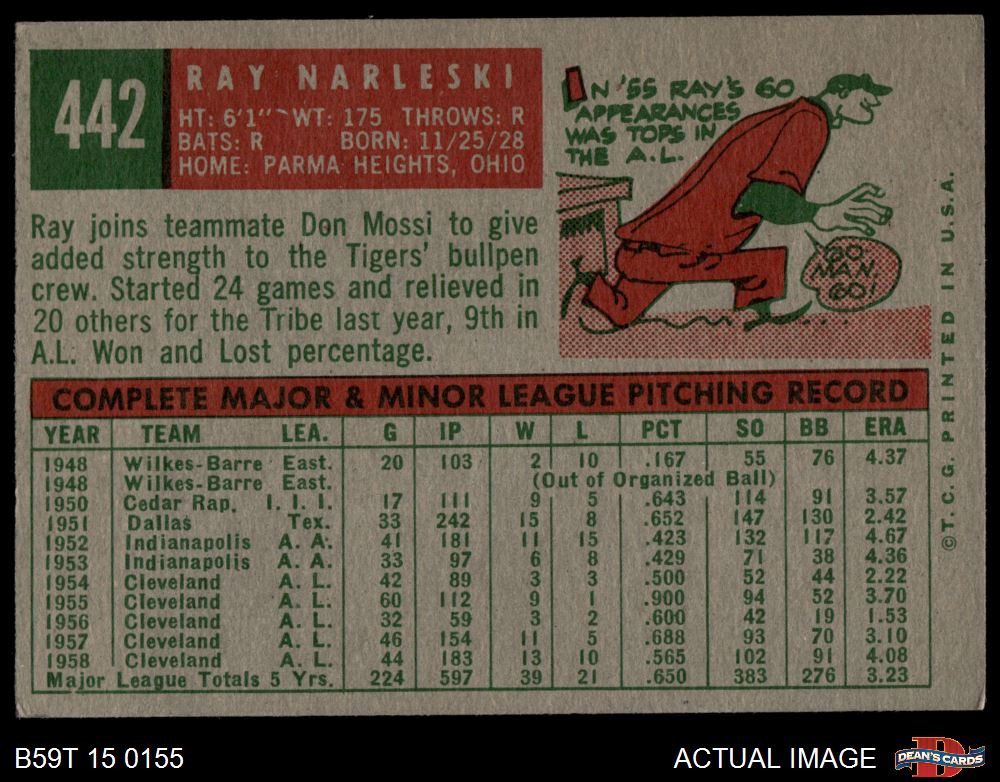 442
RAY NARLESKI
HT: 6'1" WT: 175 THROWS: R
BATS: R BORN: 11/25/28
HOME: PARMA HEIGHTS, OHIO
IN '55 RAY'S 60
APPEARANCES
WAS TOPS IN
THE A.L.
GO,
MAN,
GO!
Ray joins teammate Don Mossi to give
added strength to the Tigers' bullpen
crew. Started 24 games and relieved in
20 others for the Tribe last year, 9th in
A.L. Won and Lost percentage.
COMPLETE MAJOR & MINOR LEAGUE PITCHING RECORD
YEAR TEAM LEA. G IP W L PCT SO BB ERA
1948 Wilkes-Barre East. 20 103 2 10 .167 55 76 4.37
1948 Wilkes-Barre East. (Out of Organized Ball)
1950 Cedar Rap. I. I. I. 17 111 9 5 .643 114 91 3.57
1951 Dallas Tex. 33 242 15 8 .652 147 130 2.42
1952 Indianapolis A. A. 41 181 11 15 .423 132 117 4.67
1953 Indianapolis A. A. 33 97 6 8 .429 71 38 4.36
1954 Cleveland A. L. 42 89 3 3 .500 52 44 2.22
1955 Cleveland A. L. 60 112 9 1 .900 94 52 3.70
1956 Cleveland A. L. 32 59 3 2 .600 42 19 1.53
1957 Cleveland A. L. 46 154 11 5 .688 93 70 3.10
1958 Cleveland A. L. 44 183 13 10 .565 102 91 4.08
Major League Totals 5 Yrs. 224 597 39 21 .650 383 276 3.23
©T.C.G. PRINTED IN U.S.A.
B59T 15 0155
ACTUAL IMAGE
D
DEAN'S CARDS